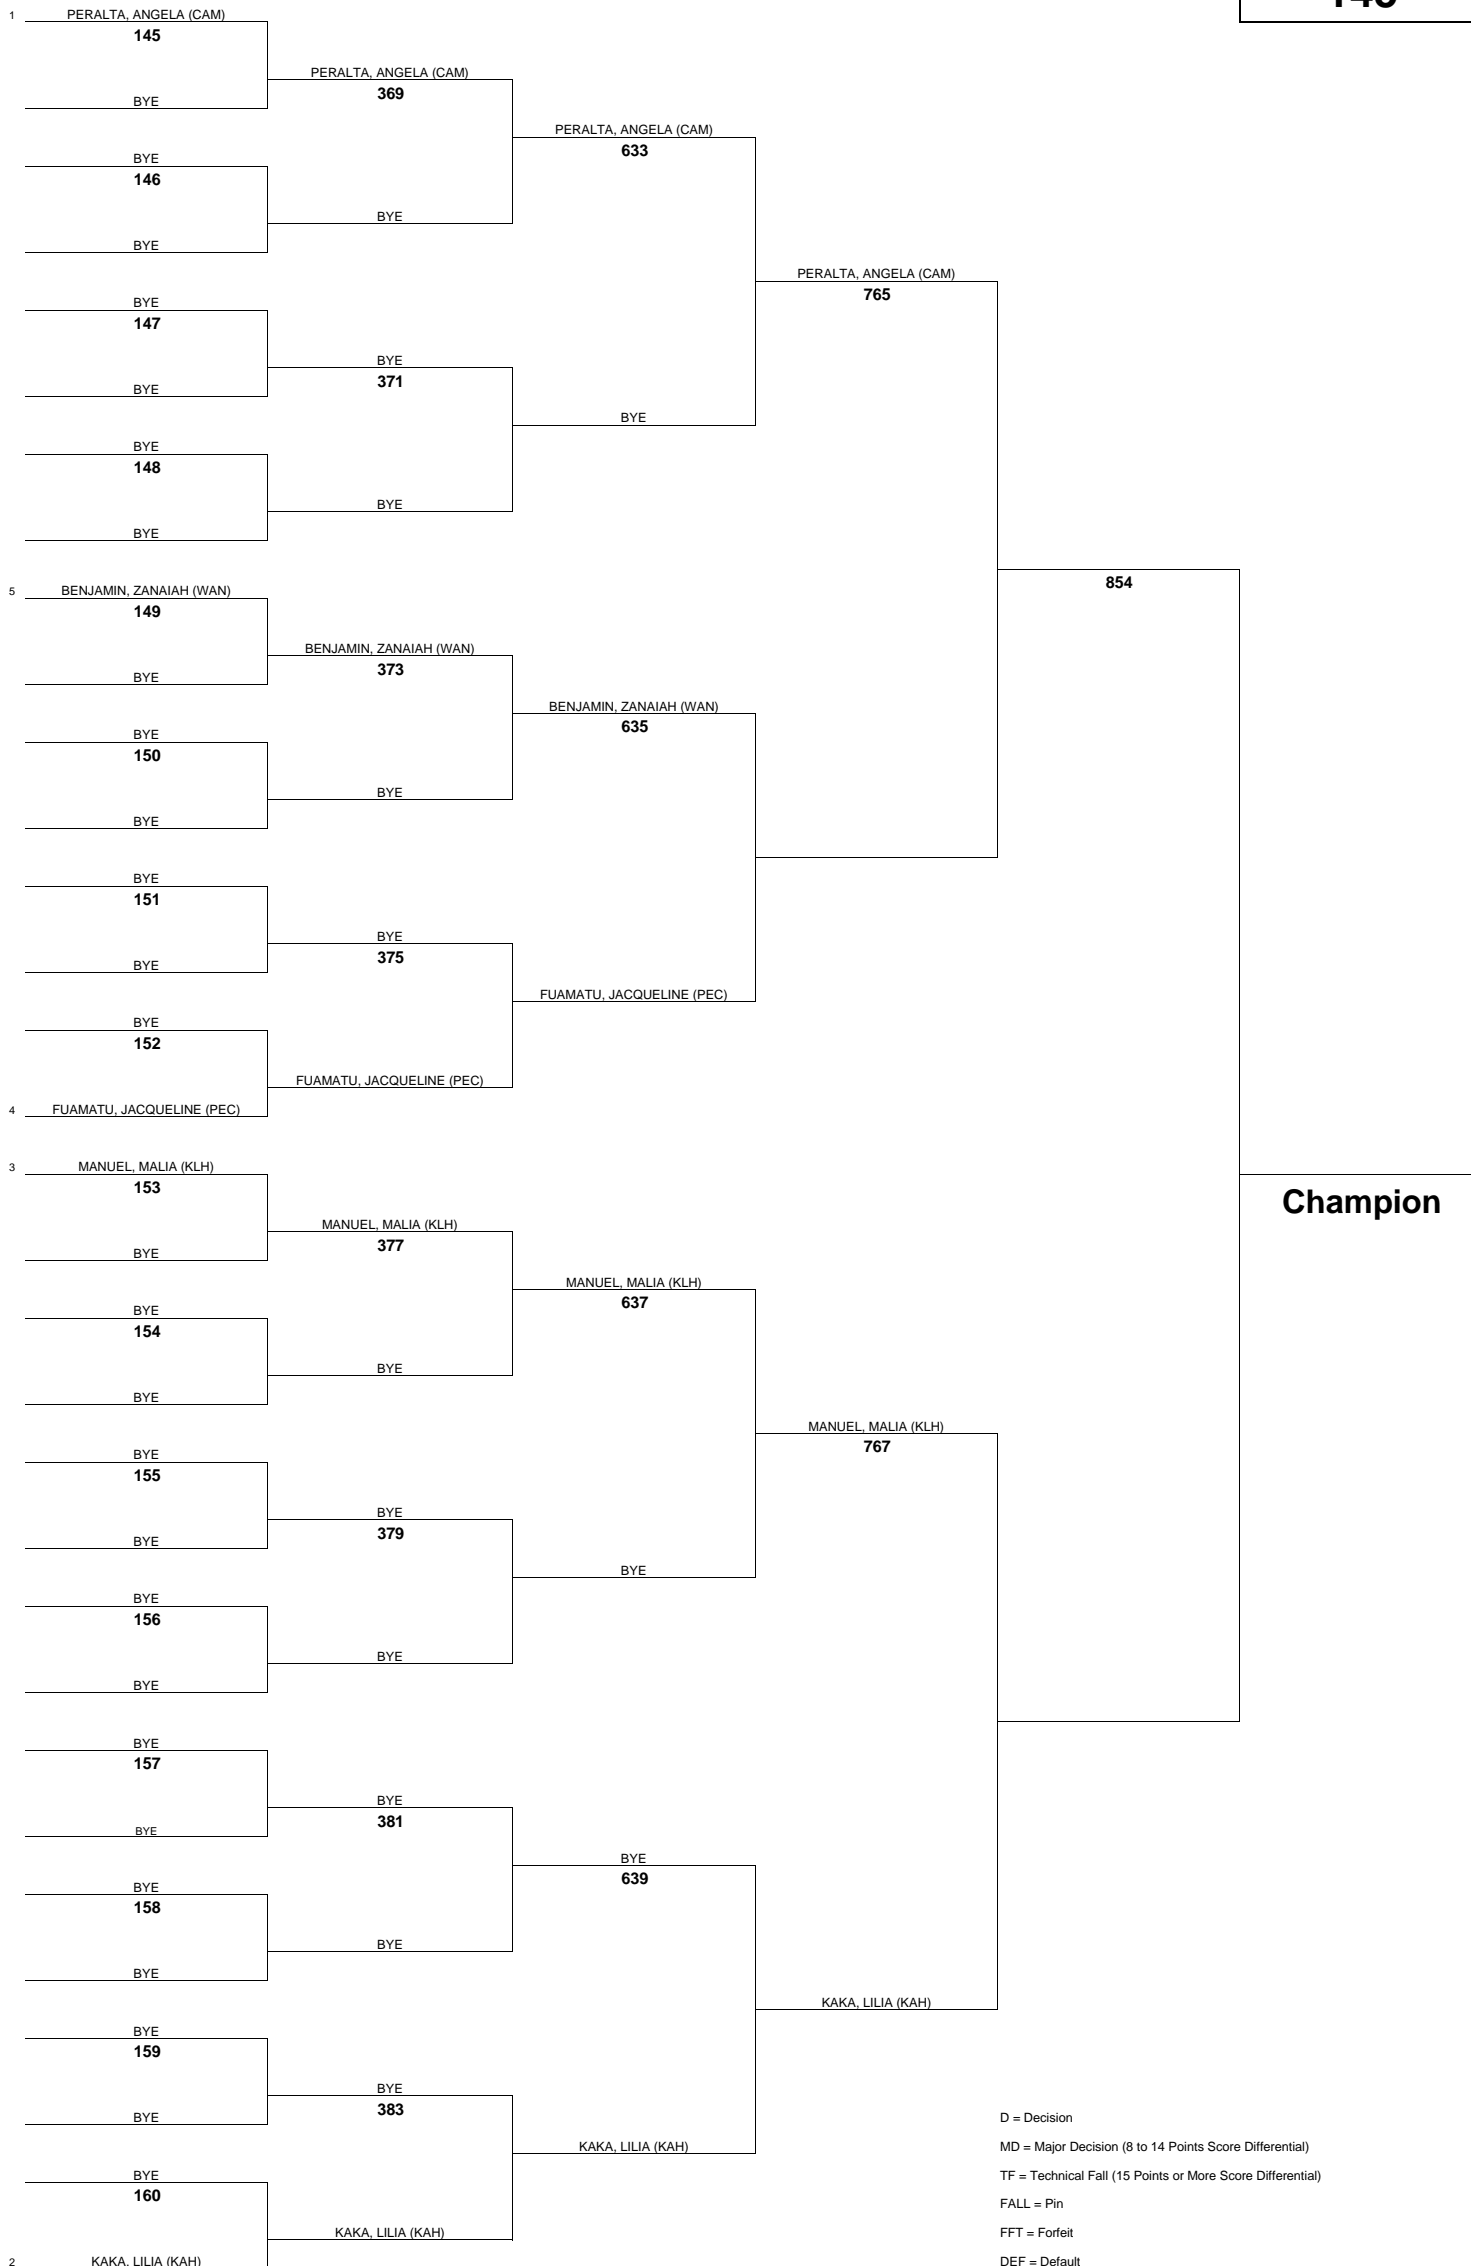 1 PERALTA, ANGELA (CAM)
145
PERALTA, ANGELA (CAM)
369
BYE
PERALTA, ANGELA (CAM)
633
BYE
146
BYE
BYE
BYE
147
PERALTA, ANGELA (CAM)
765
BYE
371
BYE
BYE
BYE
148
BYE
BYE
5 BENJAMIN, ZANAIAH (WAN)
149
854
BENJAMIN, ZANAIAH (WAN)
373
BYE
BENJAMIN, ZANAIAH (WAN)
635
BYE
150
BYE
BYE
BYE
151
BYE
375
BYE
FUAMATU, JACQUELINE (PEC)
BYE
152
FUAMATU, JACQUELINE (PEC)
4 FUAMATU, JACQUELINE (PEC)
3 MANUEL, MALIA (KLH)
153
Champion
MANUEL, MALIA (KLH)
377
BYE
MANUEL, MALIA (KLH)
637
BYE
154
BYE
BYE
MANUEL, MALIA (KLH)
767
BYE
155
BYE
379
BYE
BYE
BYE
156
BYE
BYE
BYE
157
BYE
381
BYE
BYE
639
BYE
158
BYE
BYE
KAKA, LILIA (KAH)
BYE
159
BYE
383
BYE
KAKA, LILIA (KAH)
BYE
160
KAKA, LILIA (KAH)
2 KAKA, LILIA (KAH)
D = Decision
MD = Major Decision (8 to 14 Points Score Differential)
TF = Technical Fall (15 Points or More Score Differential)
FALL = Pin
FFT = Forfeit
DEF = Default